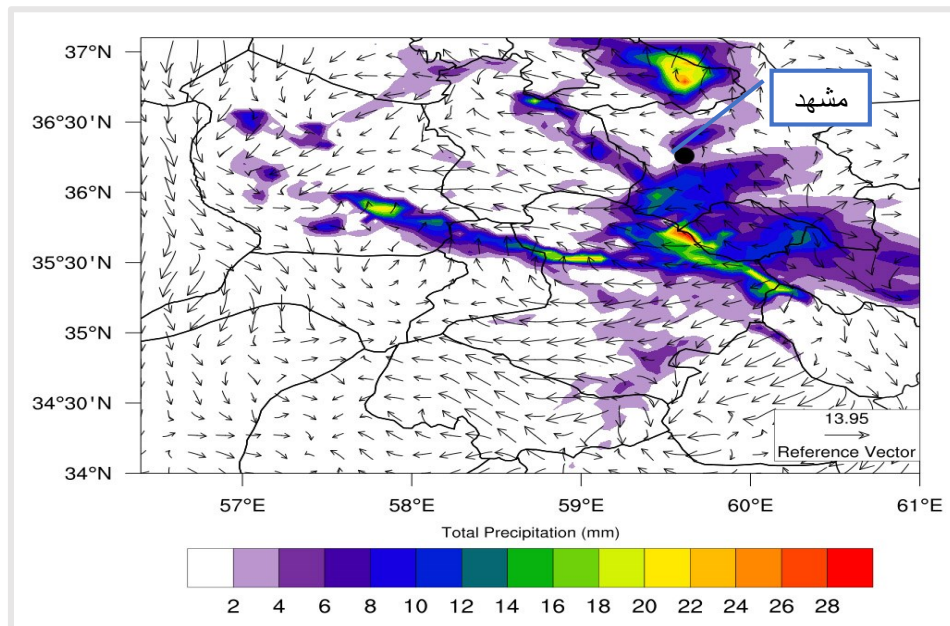 37°N
مشهد
36°30'N
36°N
35°30'N
35°N
34°30'N
13.95
Reference Vector
34°N
57°E 58°E 59°E 60°E 61°E
Total Precipitation (mm)
2 4 6 8 10 12 14 16 18 20 22 24 26 28